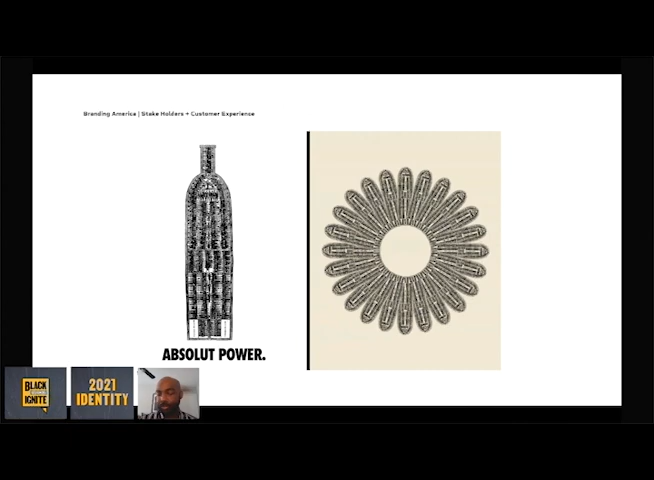 Branding America | Stake Holders + Customer Experience
ABSOLUT POWER.
BLACK
IGNITE
2021
IDENTITY